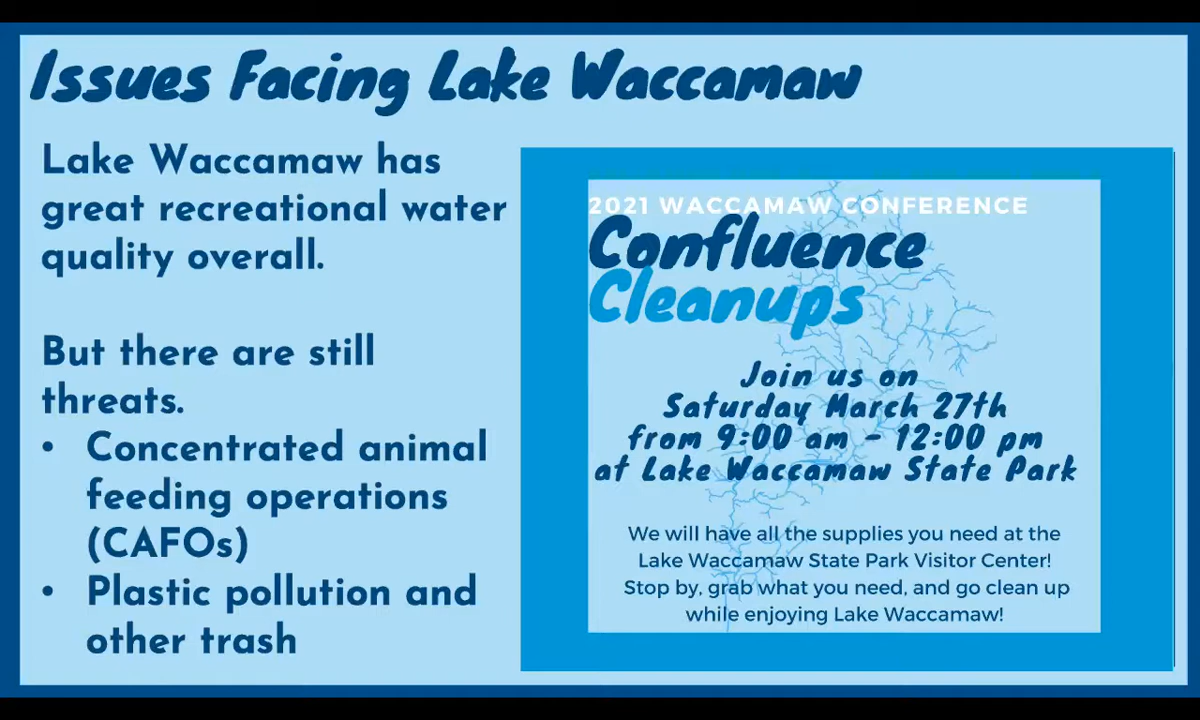 Issues Facing Lake Waccamaw
Lake Waccamaw has
great recreational water
quality overall.
But there are still
threats.
• Concentrated animal
feeding operations
(CAFOs)
• Plastic pollution and
other trash
2021 WACCAMAW CONFERENCE
Confluence
Cleanups
Join us on
Saturday March 27th
from 9:00 am - 12:00 pm
at Lake Waccamaw State Park
We will have all the supplies you need at the
Lake Waccamaw State Park Visitor Center!
Stop by, grab what you need, and go clean up
while enjoying Lake Waccamaw!